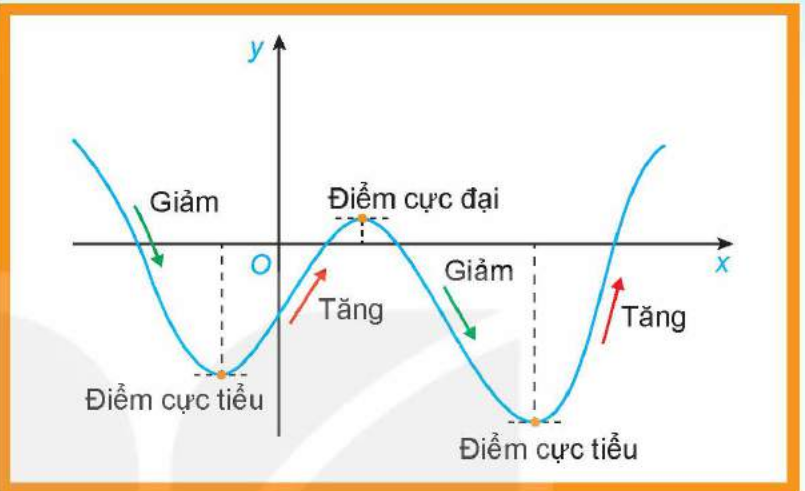 y
Giảm
Điểm cực đại
O
x
Giảm
Tăng
Tăng
Điểm cực tiểu
Điểm cực tiểu